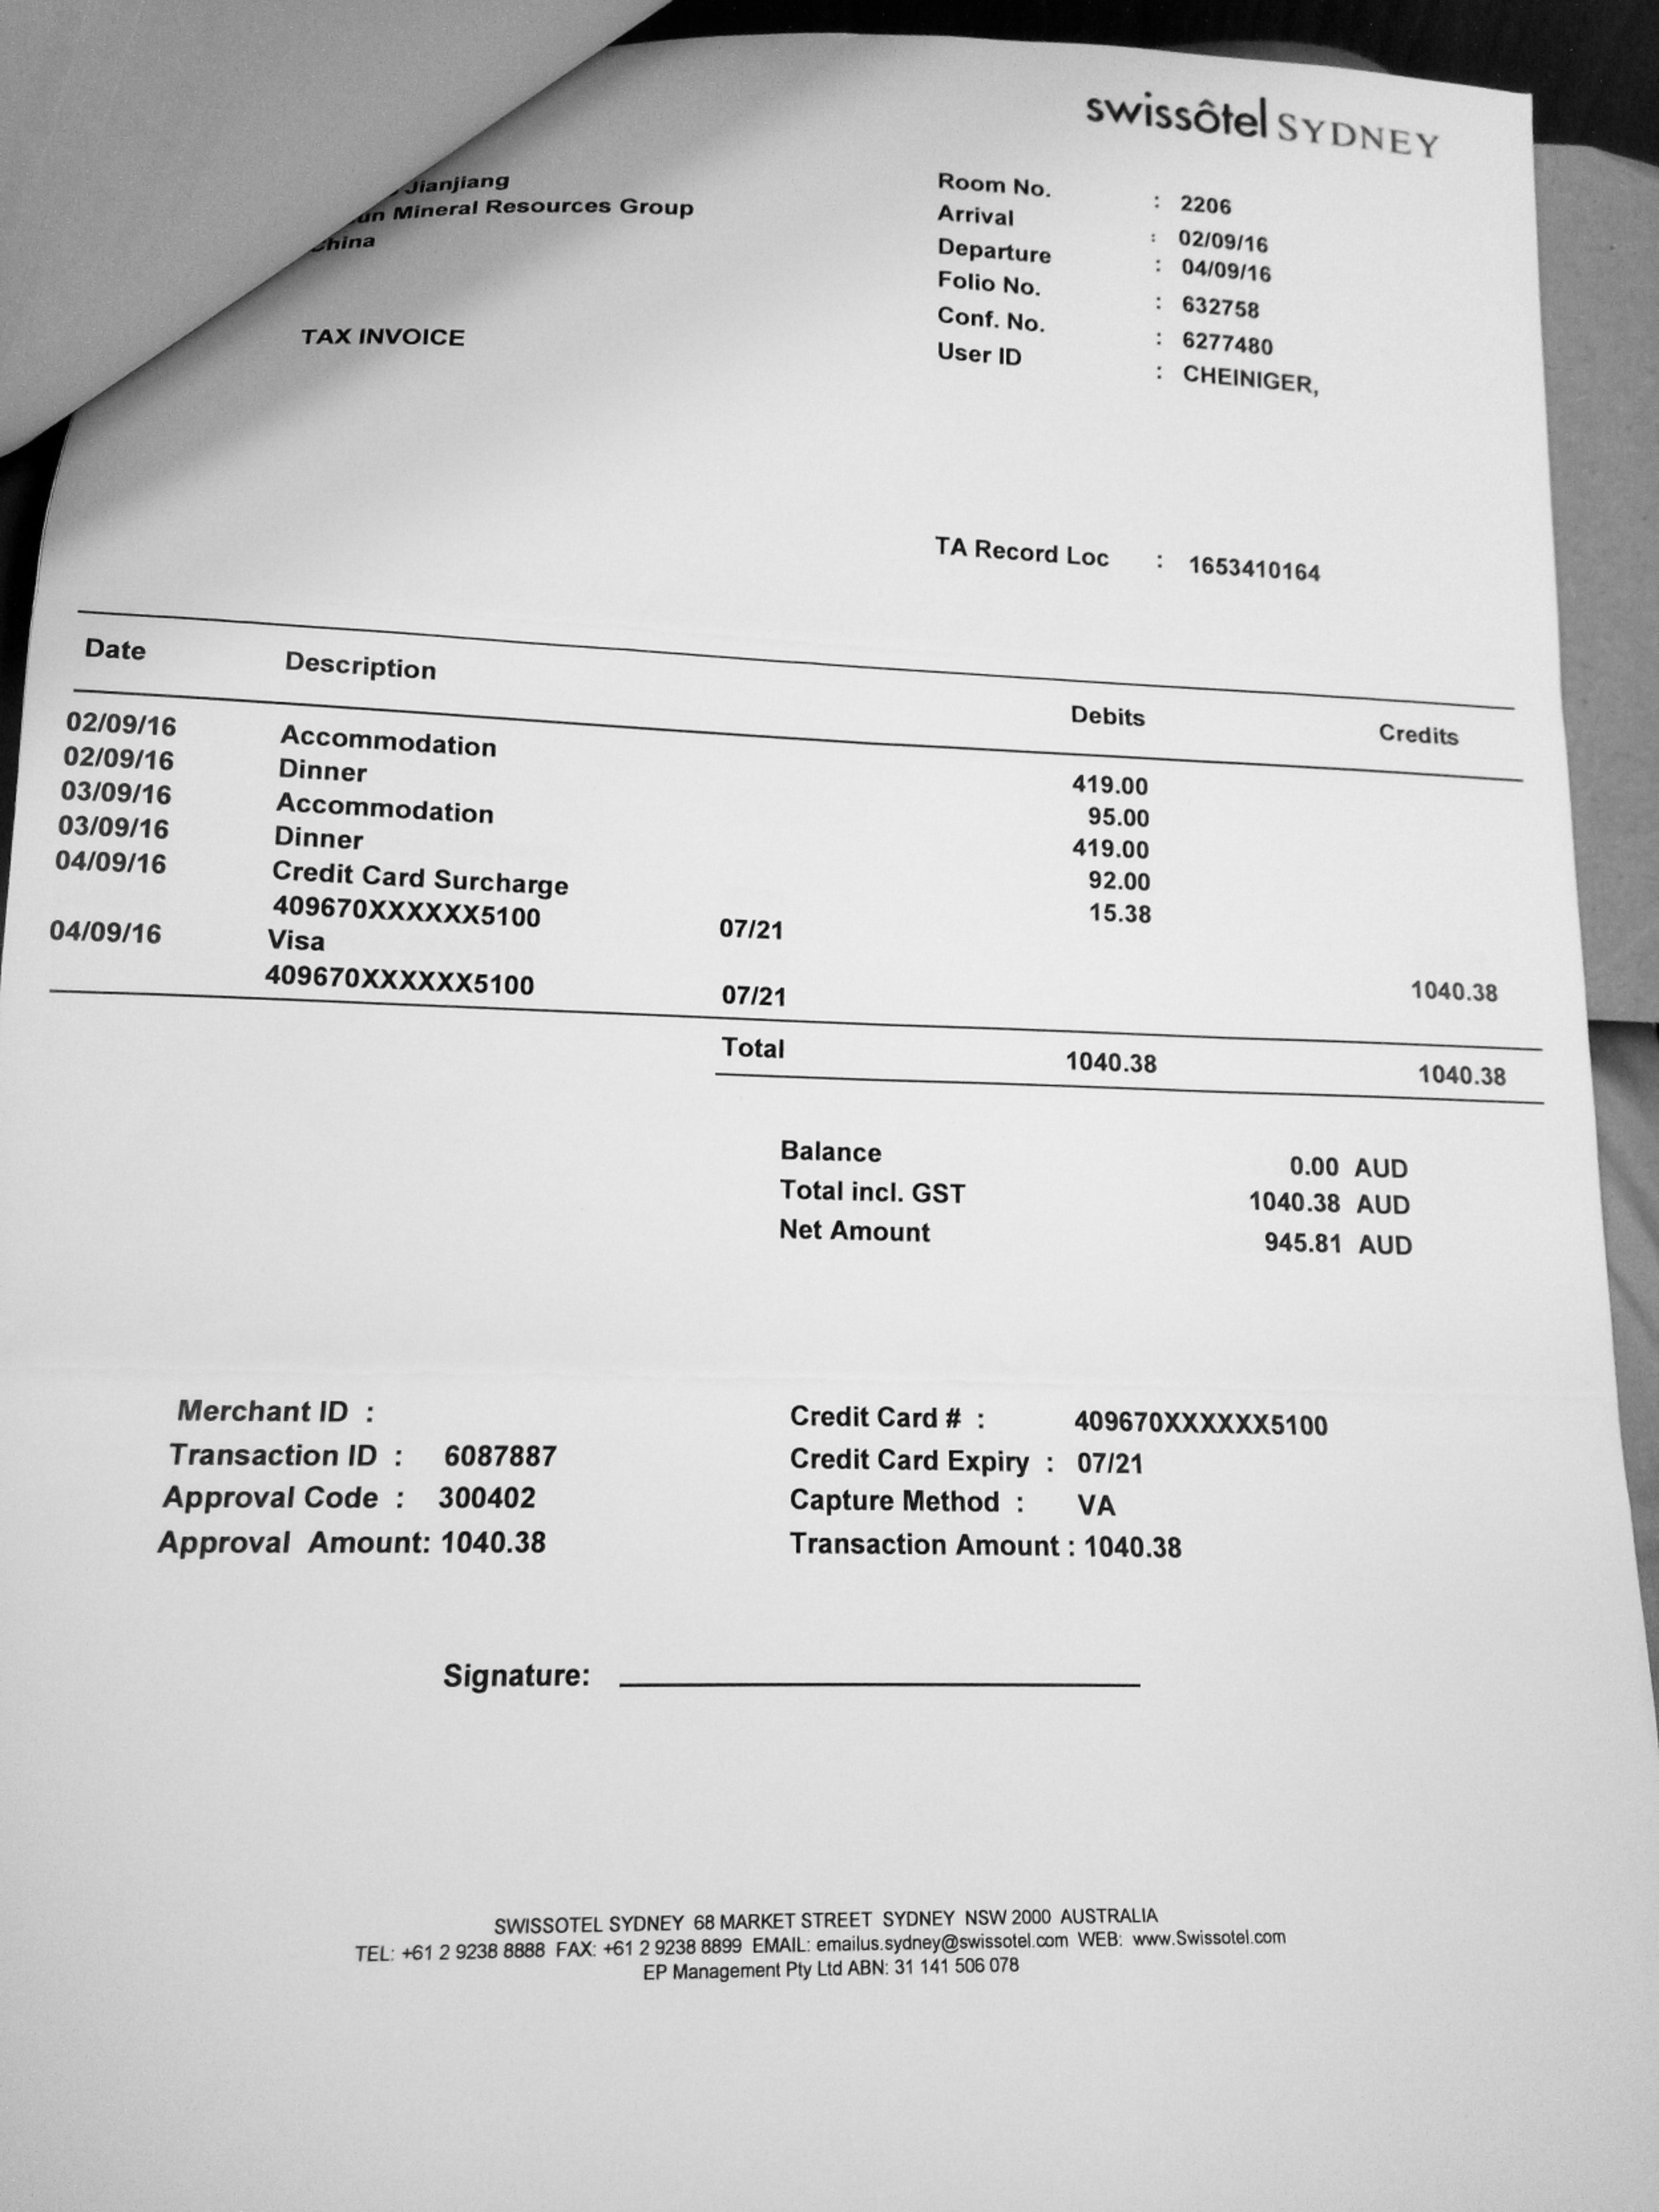 swissôtel SYDNEY
Jianjiang
Mineral Resources Group
China
TAX INVOICE
Room No. : 2206
Arrival : 02/09/16
Departure : 04/09/16
Folio No. : 632758
Conf. No. : 6277480
User ID : CHEINIGER,
TA Record Loc : 1653410164
Date Description Debits Credits
02/09/16 Accommodation 419.00
02/09/16 Dinner 95.00
03/09/16 Accommodation 419.00
03/09/16 Dinner 92.00
04/09/16 Credit Card Surcharge 15.38
409670XXXXXX5100 07/21
04/09/16 Visa 1040.38
409670XXXXXX5100 07/21
Total 1040.38 1040.38
Balance 0.00 AUD
Total incl. GST 1040.38 AUD
Net Amount 945.81 AUD
Merchant ID : Credit Card # : 409670XXXXXX5100
Transaction ID : 6087887 Credit Card Expiry : 07/21
Approval Code : 300402 Capture Method : VA
Approval Amount: 1040.38 Transaction Amount : 1040.38
Signature:
SWISSOTEL SYDNEY 68 MARKET STREET SYDNEY NSW 2000 AUSTRALIA
TEL: +61 2 9238 8888 FAX: +61 2 9238 8899 EMAIL: emailus.sydney@swissotel.com WEB: www.Swissotel.com
EP Management Pty Ltd ABN: 31 141 506 078